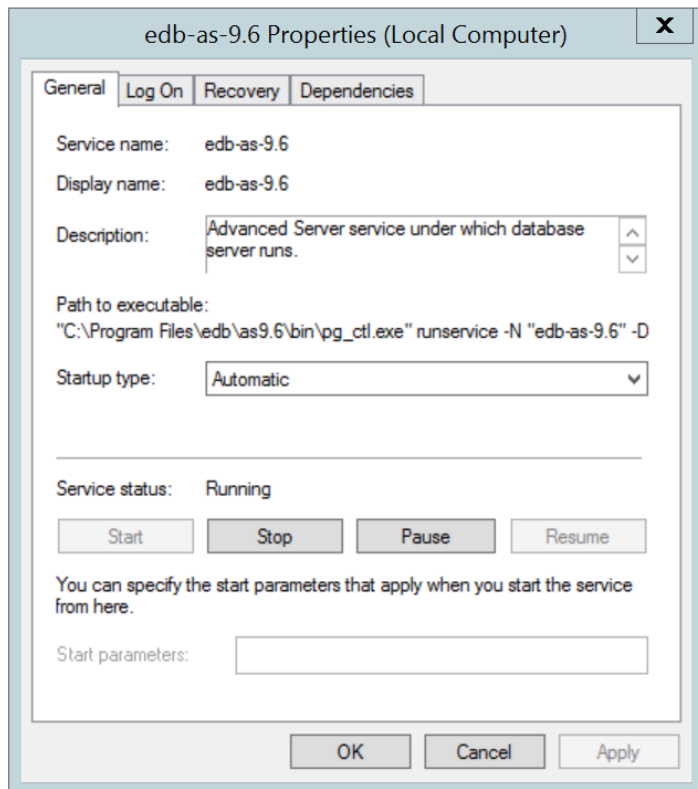 edb-as-9.6 Properties (Local Computer)
X
General Log On Recovery Dependencies
Service name: edb-as-9.6
Display name: edb-as-9.6
Description: Advanced Server service under which database
server runs.
Path to executable:
"C:\Program Files\edb\as9.6\bin\pg_ctl.exe" runservice -N "edb-as-9.6" -D
Startup type: Automatic
Service status: Running
Start Stop Pause Resume
You can specify the start parameters that apply when you start the service
from here.
Start parameters:
OK Cancel Apply